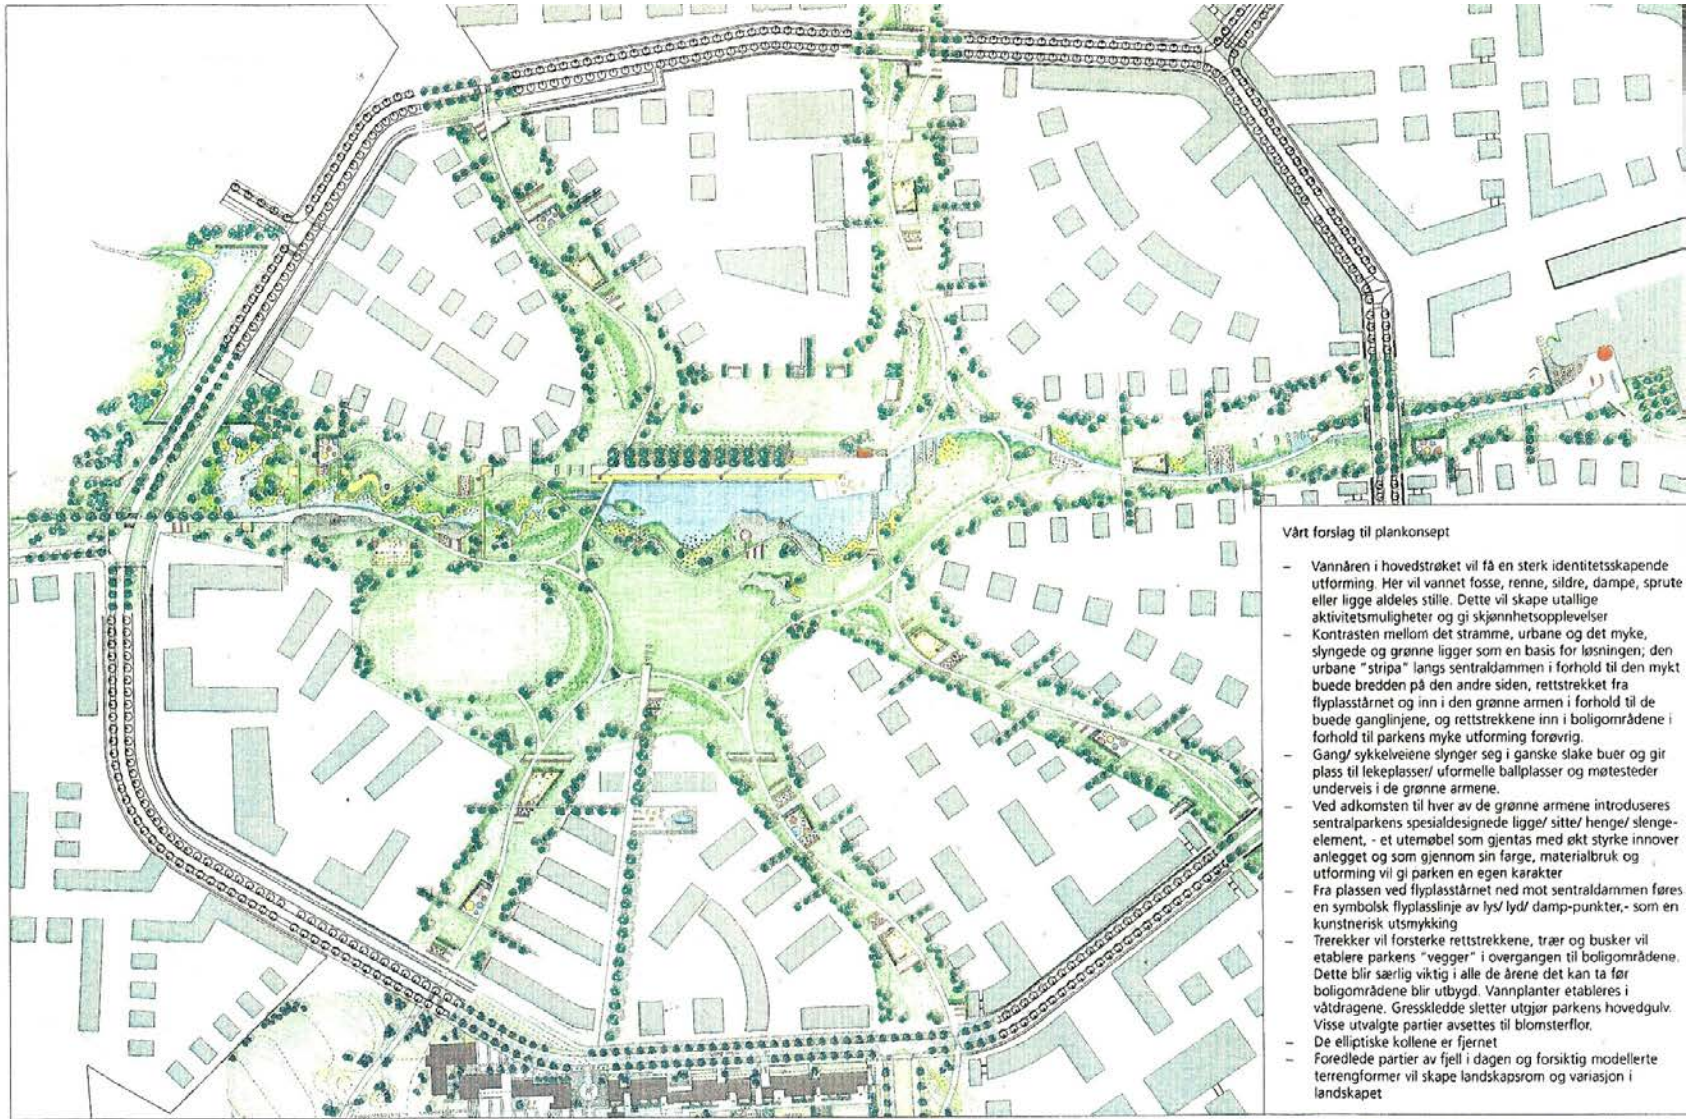 Vårt forslag til plankonsept
– Vannåren i hovedstrøket vil få en sterk identitetsskapende
utforming. Her vil vannet fosse, renne, sildre, dampe, sprute
eller ligge aldeles stille. Dette vil skape utallige
aktivitetsmuligheter og gi skjønnhetsopplevelser
– Kontrasten mellom det stramme, urbane og det myke,
slyngede og grønne ligger som en basis for løsningen; den
urbane "stripa" langs sentraldammen i forhold til den mykt
buede bredden på den andre siden, rettstrekket fra
flyplasstårnet og inn i den grønne armen i forhold til de
buede ganglinjene, og rettstrekkene inn i boligområdene i
forhold til parkens myke utforming forøvrig.
– Gang/ sykkelveiene slynger seg i ganske slake buer og gir
plass til lekeplasser/ uformelle ballplasser og møtesteder
underveis i de grønne armene.
– Ved adkomsten til hver av de grønne armene introduseres
sentralparkens spesialdesignede ligge/ sitte/ henge/ slenge-
element, - et utemøbel som gjentas med økt styrke innover
anlegget og som gjennom sin farge, materialbruk og
utforming vil gi parken en egen karakter
– Fra plassen ved flyplasstårnet ned mot sentraldammen føres
en symbolsk flyplasslinje av lys/ lyd/ damp-punkter,- som en
kunstnerisk utsmykking
– Trerekker vil forsterke rettstrekkene, trær og busker vil
etablere parkens "vegger" i overgangen til boligområdene.
Dette blir særlig viktig i alle de årene det kan ta før
boligområdene blir utbygd. Vannplanter etableres i
våtdragene. Gresskledde sletter utgjør parkens hovedgulv.
Visse utvalgte partier avsettes til blomsterflor.
– De elliptiske kollene er fjernet
– Foredlede partier av fjell i dagen og forsiktig modellerte
terrengformer vil skape landskapsrom og variasjon i
landskapet